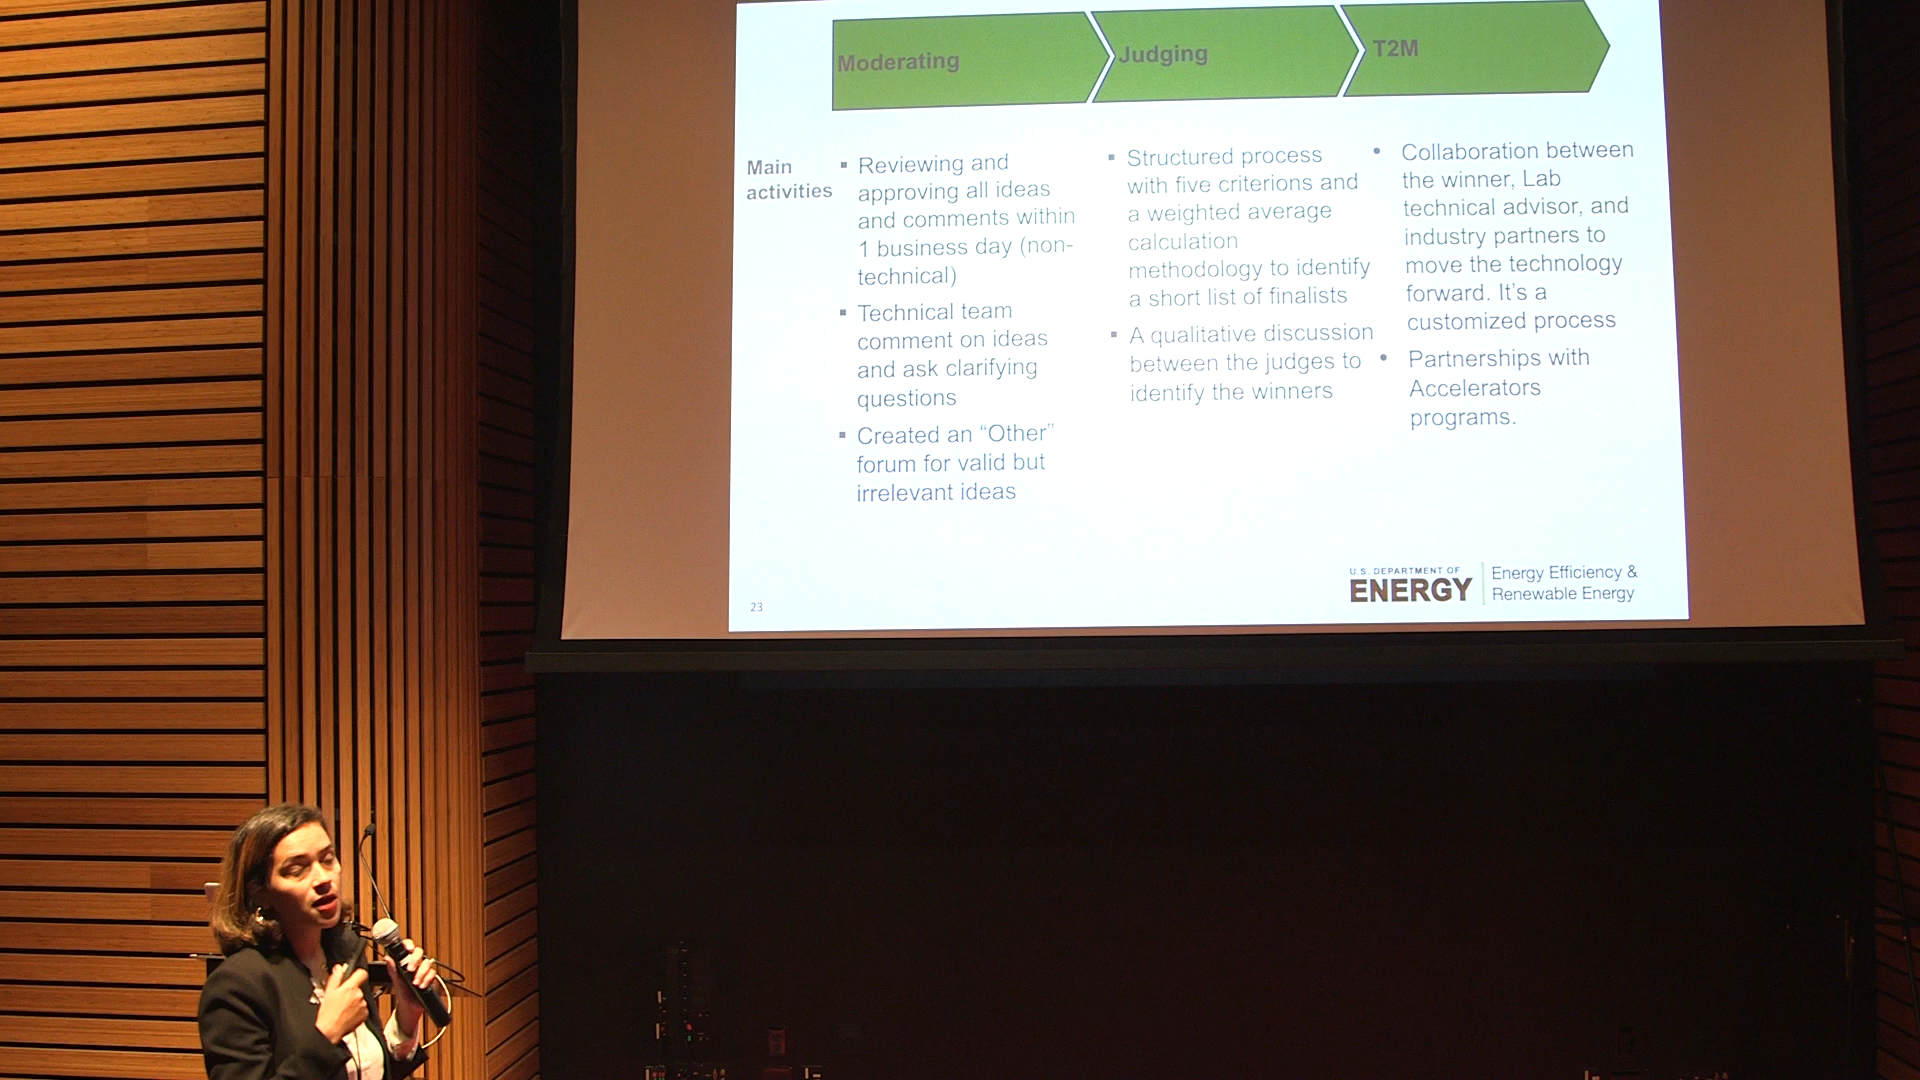 Moderating
Judging
T2M
Main
activities
▪ Reviewing and
approving all ideas
and comments within
1 business day (non-
technical)
▪ Technical team
comment on ideas
and ask clarifying
questions
▪ Created an “Other”
forum for valid but
irrelevant ideas
▪ Structured process
with five criterions and
a weighted average
calculation
methodology to identify
a short list of finalists
▪ A qualitative discussion
between the judges to
identify the winners
• Collaboration between
the winner, Lab
technical advisor, and
industry partners to
move the technology
forward. It’s a
customized process
• Partnerships with
Accelerators
programs.
23
U.S. DEPARTMENT OF
ENERGY
Energy Efficiency &
Renewable Energy